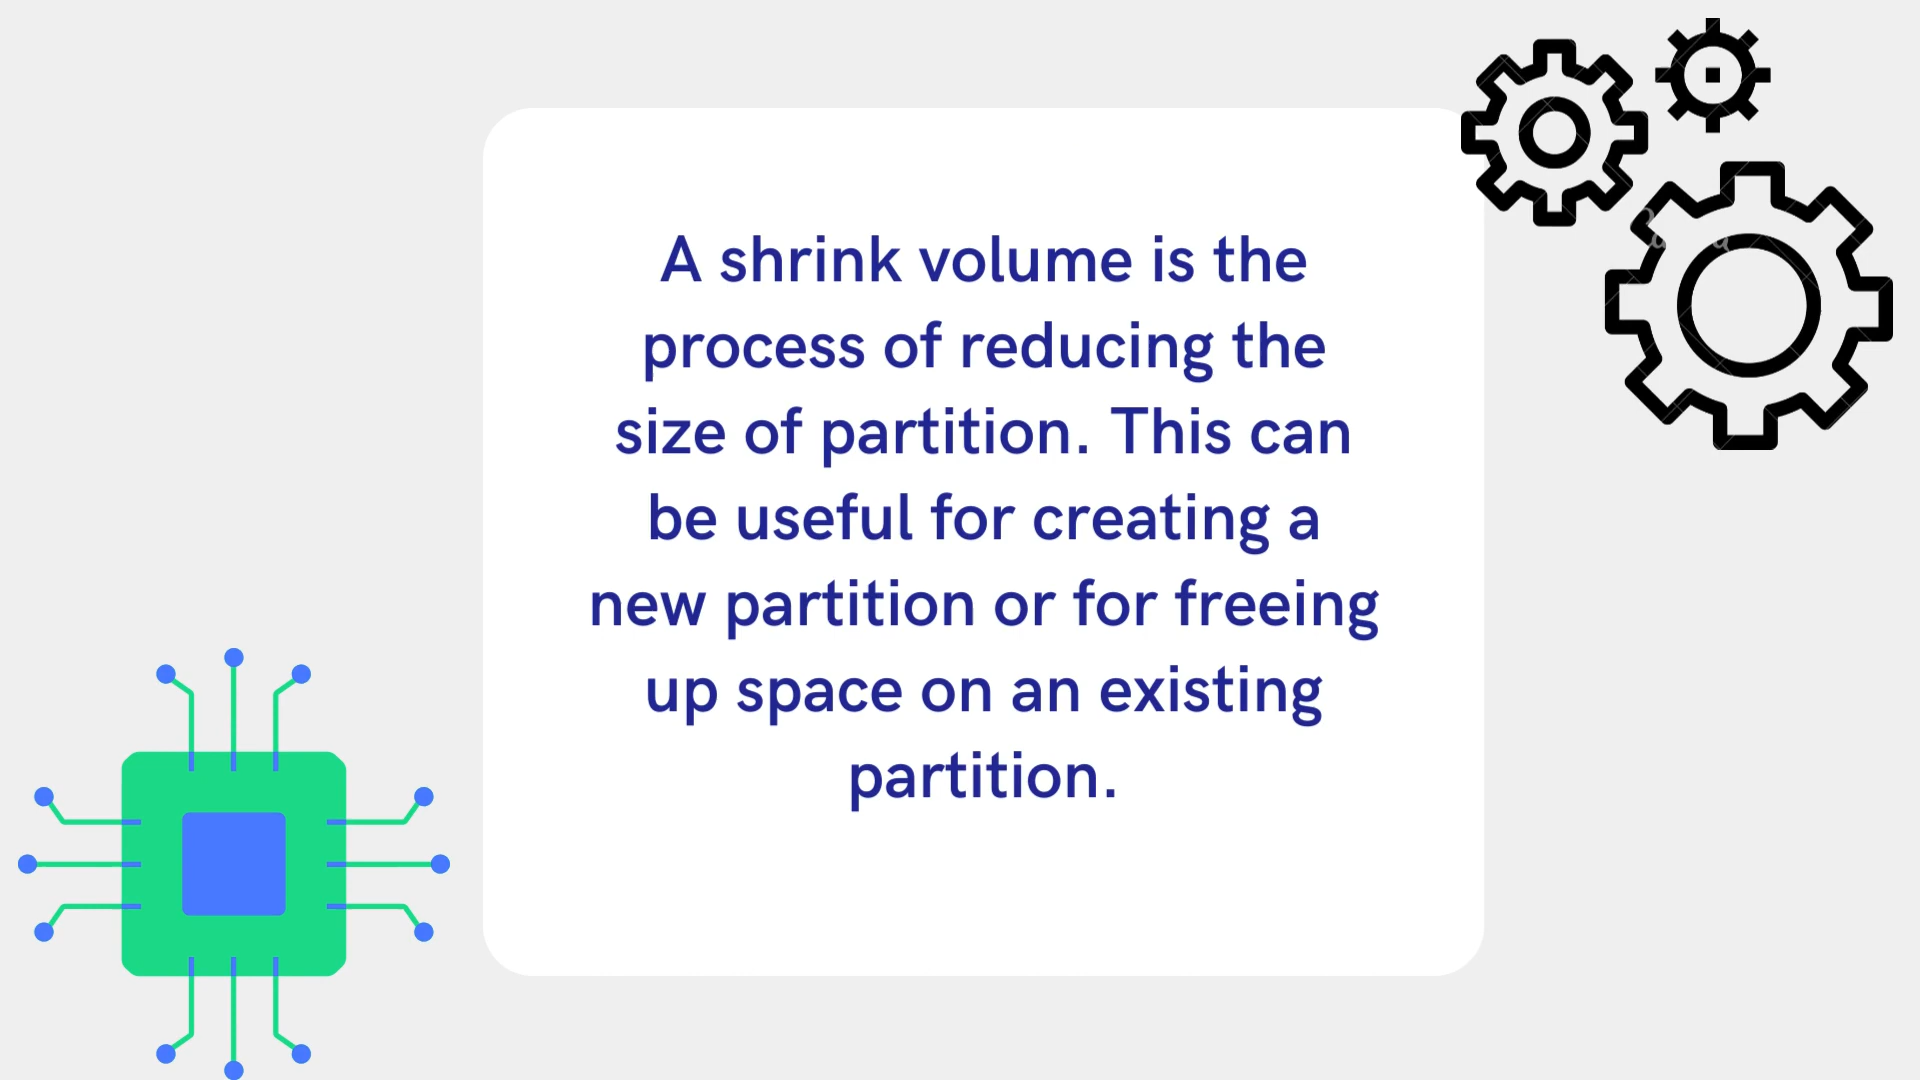 A shrink volume is the
process of reducing the
size of partition. This can
be useful for creating a
new partition or for freeing
up space on an existing
partition.